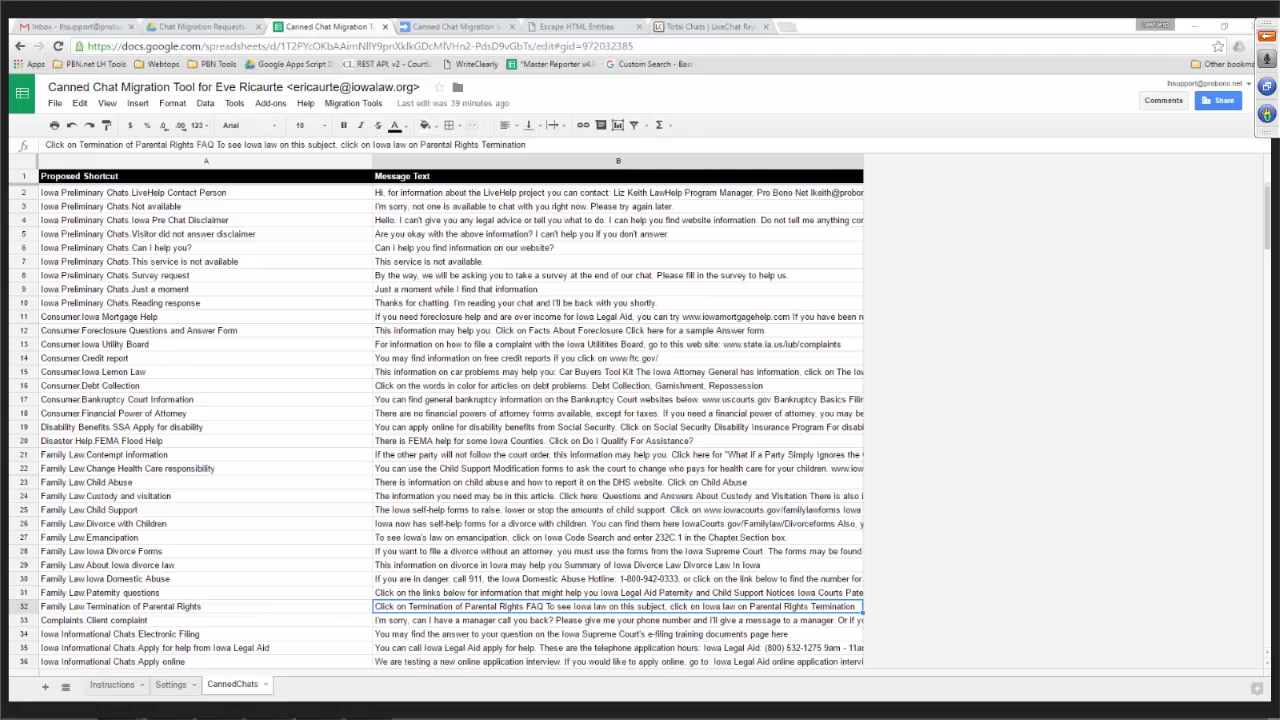 Inbox - lhsupport@probon
Chat Migration Requests
Canned Chat Migration To
Canned Chat Migration S
Escape HTML Entities
Total Chats | LiveChat Re
LawHelp
https://docs.google.com/spreadsheets/d/
/edit#gid=972032385
Apps
PBN.net LH Tools
Webtops
PBN Tools
Google Apps Script D
REST API, v2 - CourtL
WriteClearly
*Master Reporter v4.
Custom Search - Basi
Other bookma
Canned Chat Migration Tool for Eve Ricaurte <ericaurte@iowalaw.org>
lhsupport@probono.net
File Edit View Insert Format Data Tools Add-ons Help Migration Tools Last edit was 39 minutes ago
Comments
Share
$ % .0 .00 123 Arial 10 B I S A
fx Click on Termination of Parental Rights FAQ To see Iowa law on this subject, click on Iowa law on Parental Rights Termination
A B
1 Proposed Shortcut Message Text
2 Iowa Preliminary Chats.LiveHelp Contact Person Hi, for information about the LiveHelp project you can contact: Liz Keith LawHelp Program Manager, Pro Bono Net lkeith@probor
3 Iowa Preliminary Chats.Not available I'm sorry, not one is available to chat with you right now. Please try again later.
4 Iowa Preliminary Chats.Iowa Pre Chat Disclaimer Hello. I can't give you any legal advice or tell you what to do. I can help you find website information. Do not tell me anything cor
5 Iowa Preliminary Chats.Visitor did not answer disclaimer Are you okay with the above information? I can't help you if you don't answer.
6 Iowa Preliminary Chats.Can I help you? Can I help you find information on our website?
7 Iowa Preliminary Chats.This service is not available This service is not available.
8 Iowa Preliminary Chats.Survey request By the way, we will be asking you to take a survey at the end of our chat. Please fill in the survey to help us.
9 Iowa Preliminary Chats.Just a moment Just a moment while I find that information.
10 Iowa Preliminary Chats.Reading response Thanks for chatting. I'm reading your chat and I'll be back with you shortly.
11 Consumer.Iowa Mortgage Help If you need foreclosure help and are over income for Iowa Legal Aid, you can try www.iowamortgagehelp.com If you have been r
12 Consumer.Foreclosure Questions and Answer Form This information may help you. Click on Facts About Foreclosure Click here for a sample Answer form.
13 Consumer.Iowa Utility Board For information on how to file a complaint with the Iowa Utilitites Board, go to this web site: www.state.ia.us/iub/complaints
14 Consumer.Credit report You may find information on free credit reports if you click on www.ftc.gov/
15 Consumer.Iowa Lemon Law This information on car problems may help you: Car Buyers Tool Kit The Iowa Attorney General has information, click on The Iow
16 Consumer.Debt Collection Click on the words in color for articles on debt problems: Debt Collection, Garnishment, Repossession
17 Consumer.Bankruptcy Court Information You can find general bankruptcy information on the Bankruptcy Court websites below. www.uscourts.gov Bankruptcy Basics Filin
18 Consumer.Financial Power of Attorney There are no financial powers of attorney forms available, except for taxes. If you need a financial power of attorney, you may be
19 Disability Benefits.SSA Apply for disability You can apply online for disability benefits from Social Security. Click on Social Security Disability Insurance Program For disabi
20 Disaster Help.FEMA Flood Help There is FEMA help for some Iowa Counties. Click on Do I Qualify For Assistance?
21 Family Law.Contempt information If the other party will not follow the court order, this information may help you. Click here for "What if a Party Simply Ignores the
22 Family Law.Change Health Care responsibility You can use the Child Support Modification forms to ask the court to change who pays for health care for your children. www.iow
23 Family Law.Child Abuse There is information on child abuse and how to report it on the DHS website. Click on Child Abuse
24 Family Law.Custody and visitation The information you need may be in this article. Click here: Questions and Answers About Custody and Visitation There is also i
25 Family Law.Child Support The Iowa self-help forms to raise, lower or stop the amounts of child support. Click on www.iowacourts.gov/familylawforms Iowa
26 Family Law.Divorce with Children Iowa now has self-help forms for a divorce with children. You can find them here IowaCourts.gov/Familylaw/Divorceforms Also, y
27 Family Law.Emancipation To see Iowa's law on emancipation, click on Iowa Code Search and enter 232C.1 in the Chapter.Section box.
28 Family Law.Iowa Divorce Forms If you want to file a divorce without an attorney, you must use the forms from the Iowa Supreme Court. The forms may be found
29 Family Law.About Iowa divorce law This information on divorce in Iowa may help you Summary of Iowa Divorce Law Divorce Law In Iowa
30 Family Law.Iowa Domestic Abuse If you are in danger, call 911, the Iowa Domestic Abuse Hotline: 1-800-942-0333, or click on the link below to find the number for
31 Family Law.Paternity questions Click on the links below for information that might help you Iowa Legal Aid Paternity and Child Support Notices Iowa Courts Pate
32 Family Law.Termination of Parental Rights Click on Termination of Parental Rights FAQ To see Iowa law on this subject, click on Iowa law on Parental Rights Termination
33 Complaints.Client complaint I'm sorry, can I have a manager call you back? Please give me your phone number and I'll give a message to a manager. Or if yo
34 Iowa Informational Chats.Electronic Filing You may find the answer to your question on the Iowa Supreme Court's e-filing training documents page here
35 Iowa Informational Chats.Apply for help from Iowa Legal Aid You can call Iowa Legal Aid apply for help. These are the telephone application hours: Iowa Legal Aid: (800) 532-1275 9am - 11am
36 Iowa Informational Chats.Apply online We are testing a new online application interview. If you would like to apply online, go to: Iowa Legal Aid online application intervi
Instructions Settings CannedChats